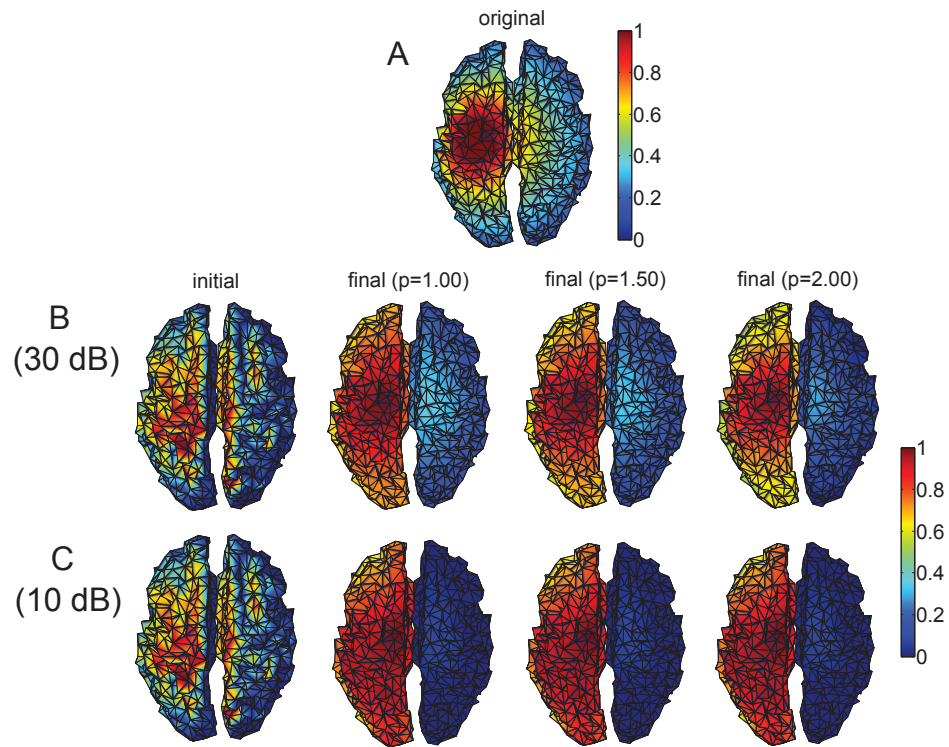 original
A
1
0.8
0.6
0.4
0.2
0
initial
final (p=1.00)
final (p=1.50)
final (p=2.00)
B
(30 dB)
1
0.8
0.6
0.4
0.2
0
C
(10 dB)